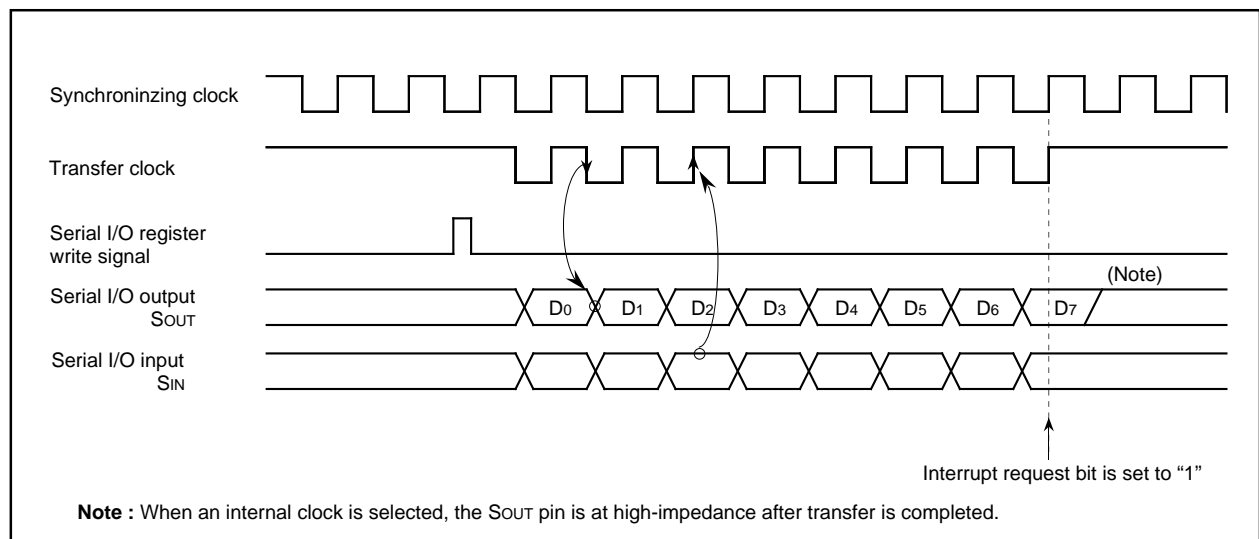 Synchroninzing clock
Transfer clock
Serial I/O register
write signal
(Note)
Serial I/O output
SOUT
D0 D1 D2 D3 D4 D5 D6 D7
Serial I/O input
SIN
Interrupt request bit is set to “1”
Note : When an internal clock is selected, the SOUT pin is at high-impedance after transfer is completed.